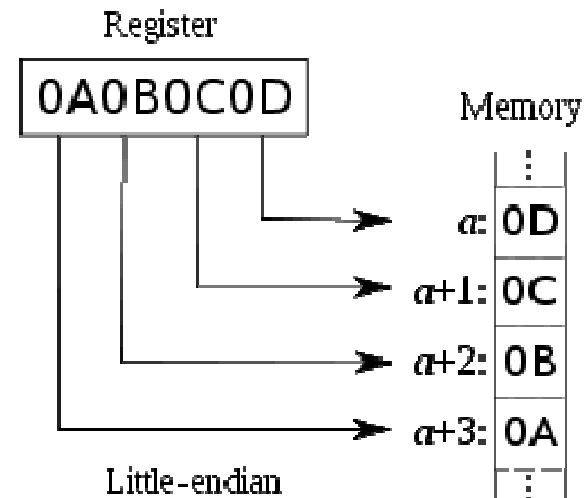 Register
0A0B0C0D
Memory
a: 0D
a+1: 0C
a+2: 0B
a+3: 0A
Little-endian